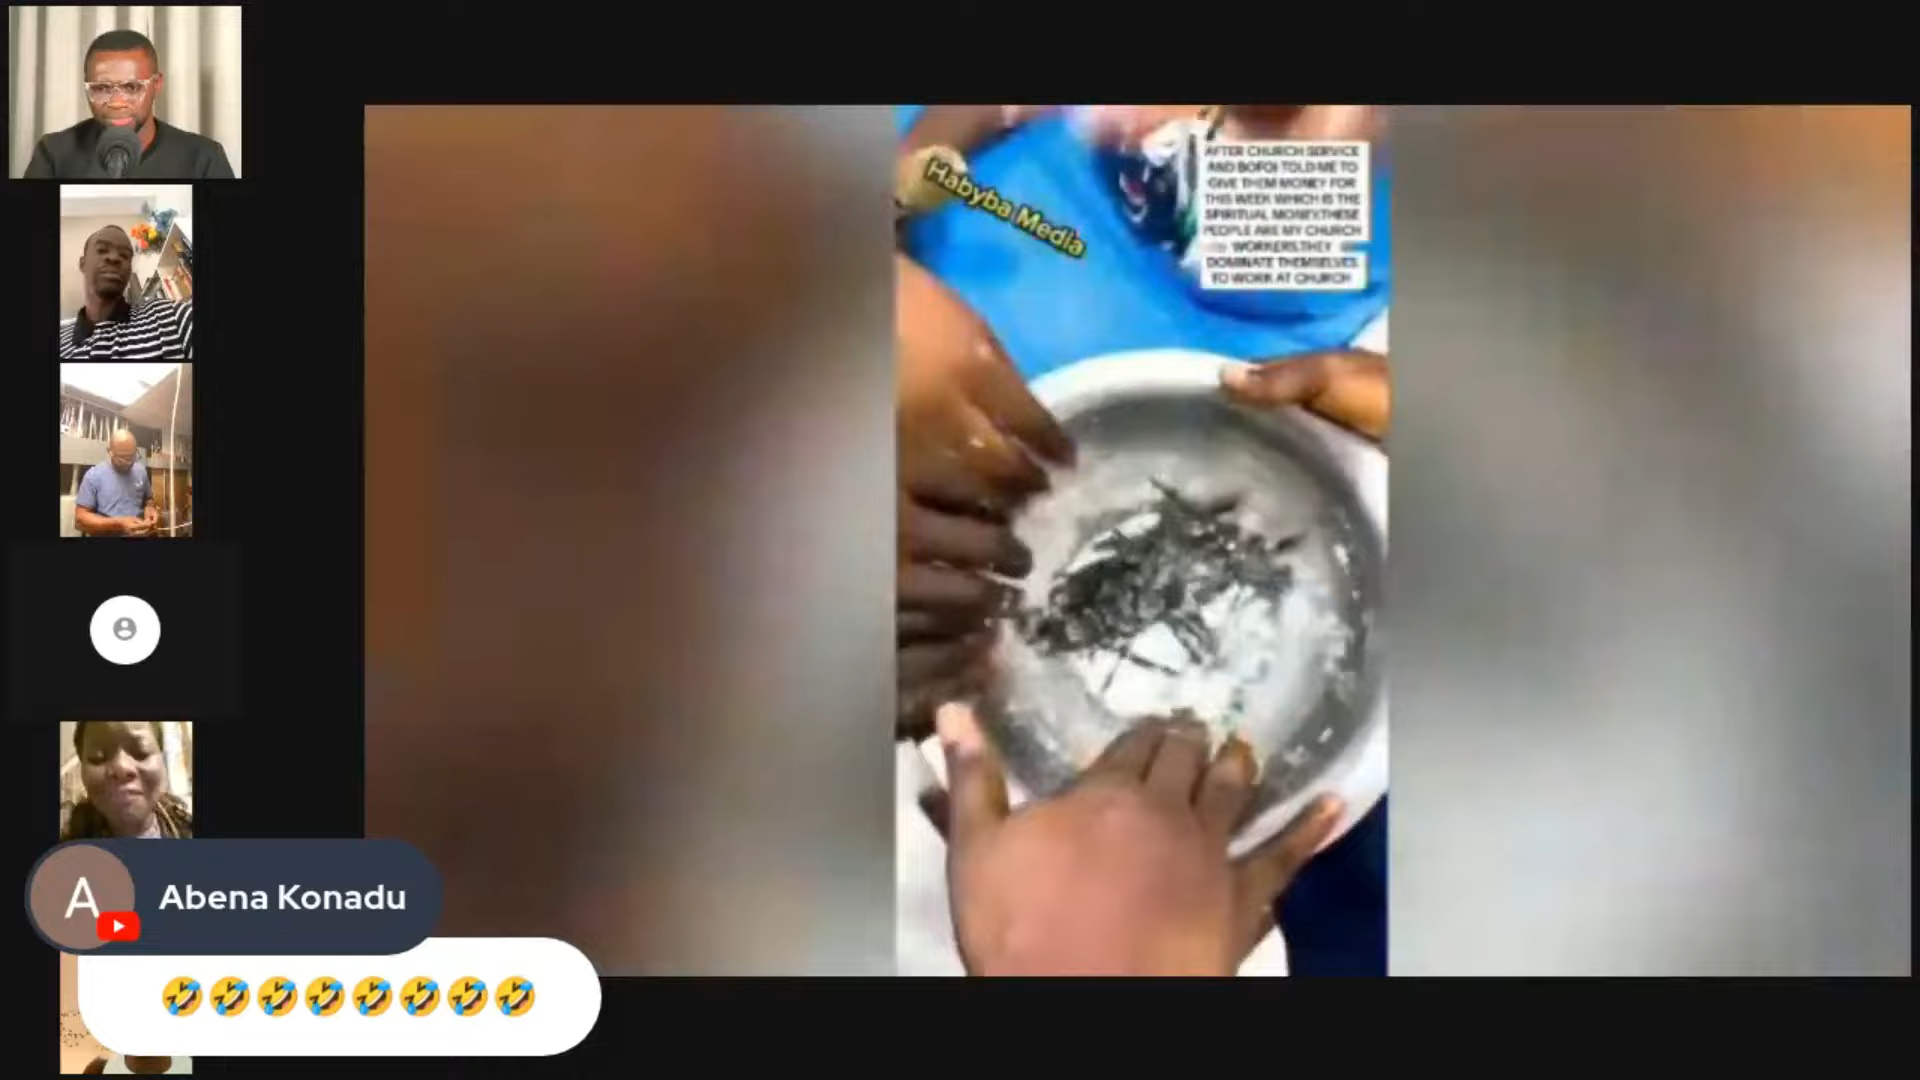 Habyba Media
AFTER CHURCH SERVICE
AND BOFOI TOLD ME TO
GIVE THEM MONEY FOR
THIS WEEK WHICH IS THE
SPIRITUAL MONEY.THESE
PEOPLE ARE MY CHURCH
WORKERS.THEY
DOMINATE THEMSELVES
TO WORK AT CHURCH
A
Abena Konadu
🤣🤣🤣🤣🤣🤣🤣🤣